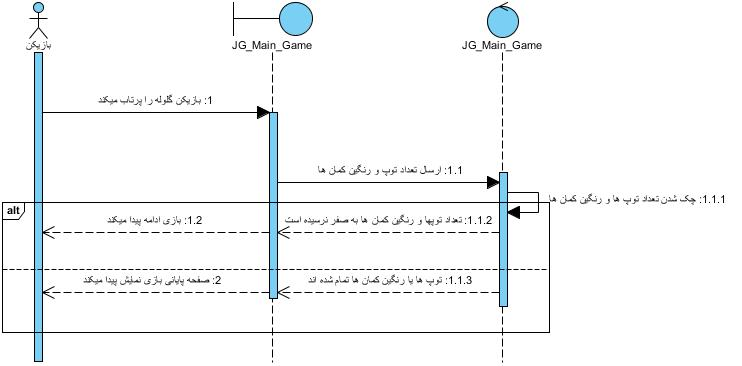 بازیکن
JG_Main_Game
JG_Main_Game
1: بازیکن گلوله را پرتاب میکند
1.1: ارسال تعداد توپ و رنگین کمان ها
1.1.1: چک شدن تعداد توپ ها و رنگین کمان ها
alt
1.1.2: تعداد توپها و رنگین کمان ها به صفر نرسیده است
1.2: بازی ادامه پیدا میکند
1.1.3: توپ ها یا رنگین کمان ها تمام شده اند
2: صفحه پایانی بازی نمایش پیدا میکند